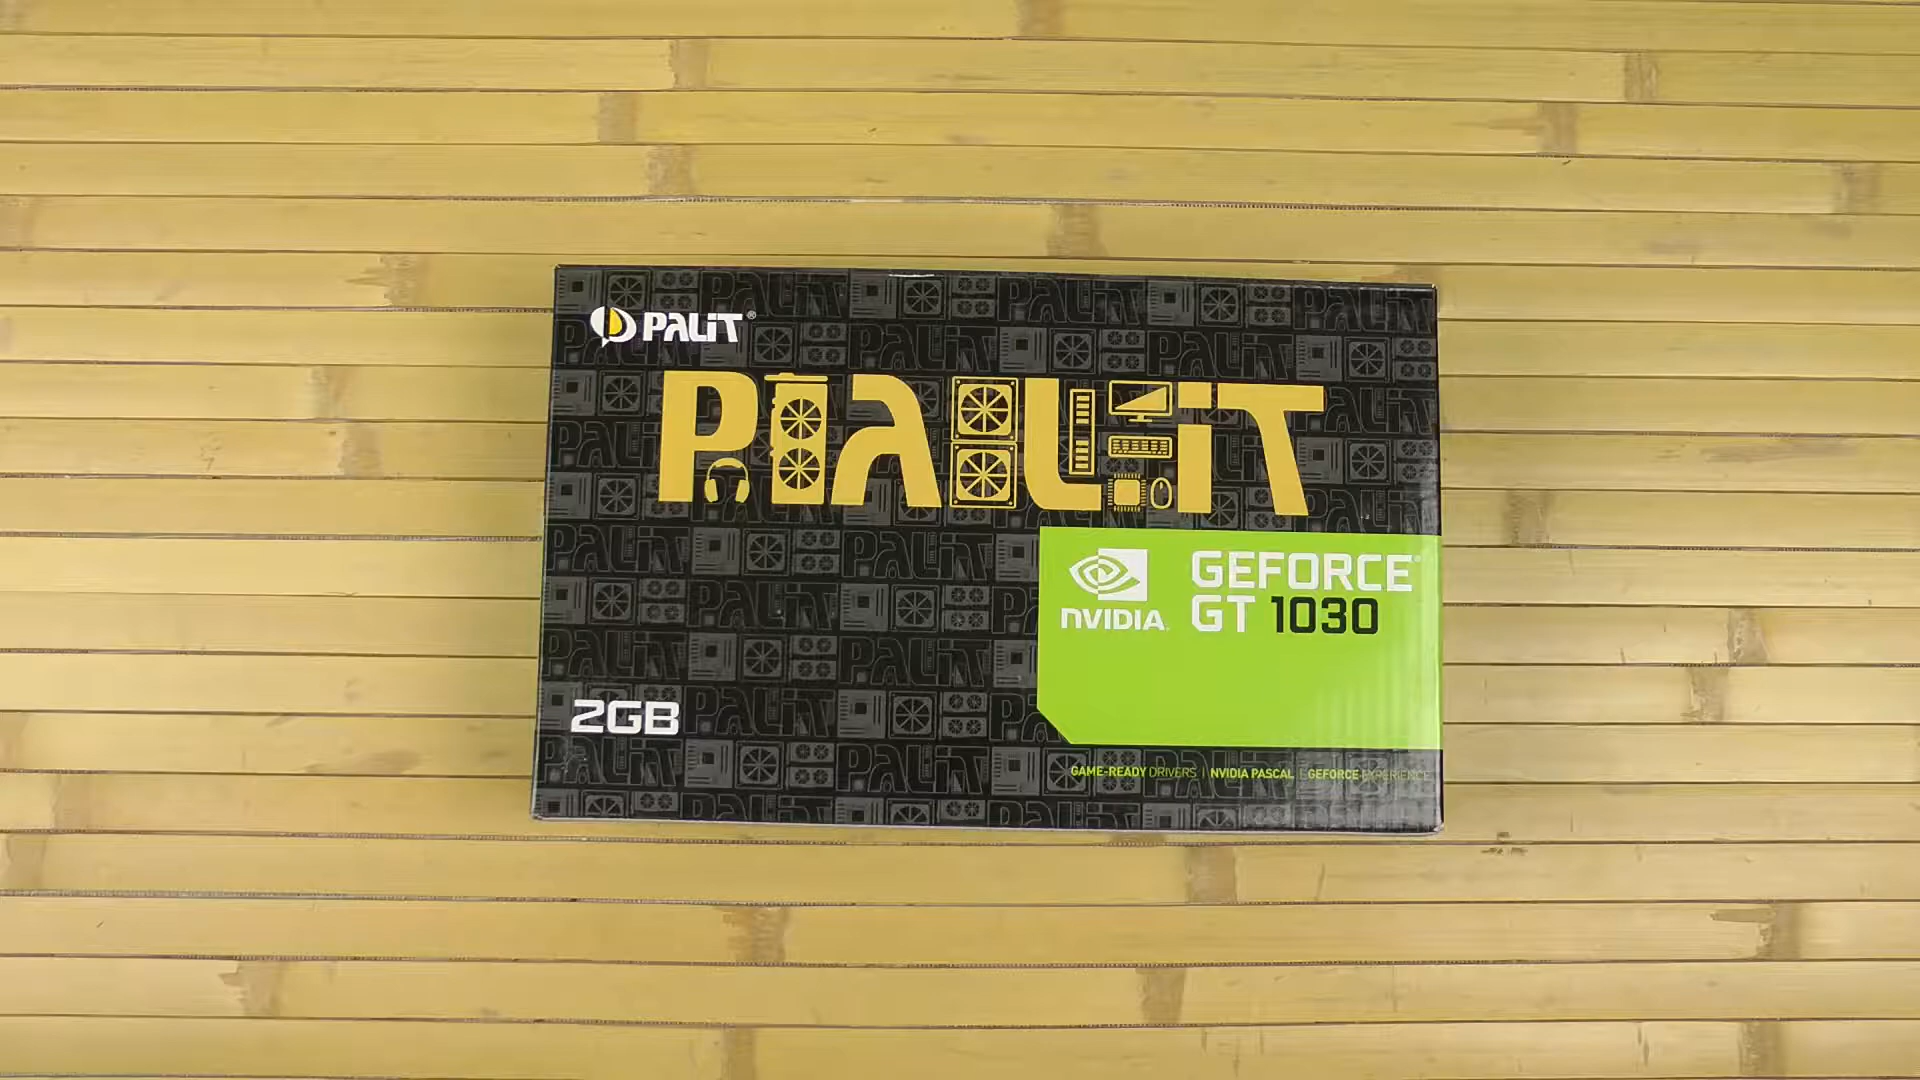 PALiT®
PALiT
NVIDIA
GEFORCE®
GT 1030
2GB
GAME-READY DRIVERS | NVIDIA PASCAL | GEFORCE EXPERIENCE